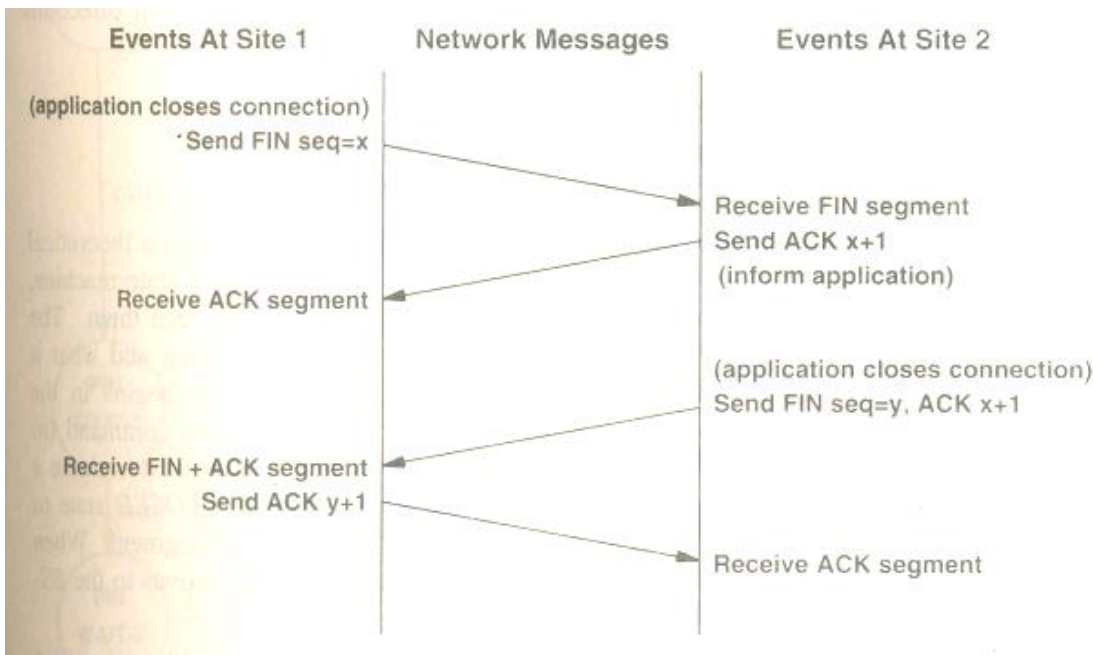 Events At Site 1
Network Messages
Events At Site 2
(application closes connection)
Send FIN seq=x
Receive FIN segment
Send ACK x+1
(inform application)
Receive ACK segment
(application closes connection)
Send FIN seq=y, ACK x+1
Receive FIN + ACK segment
Send ACK y+1
Receive ACK segment